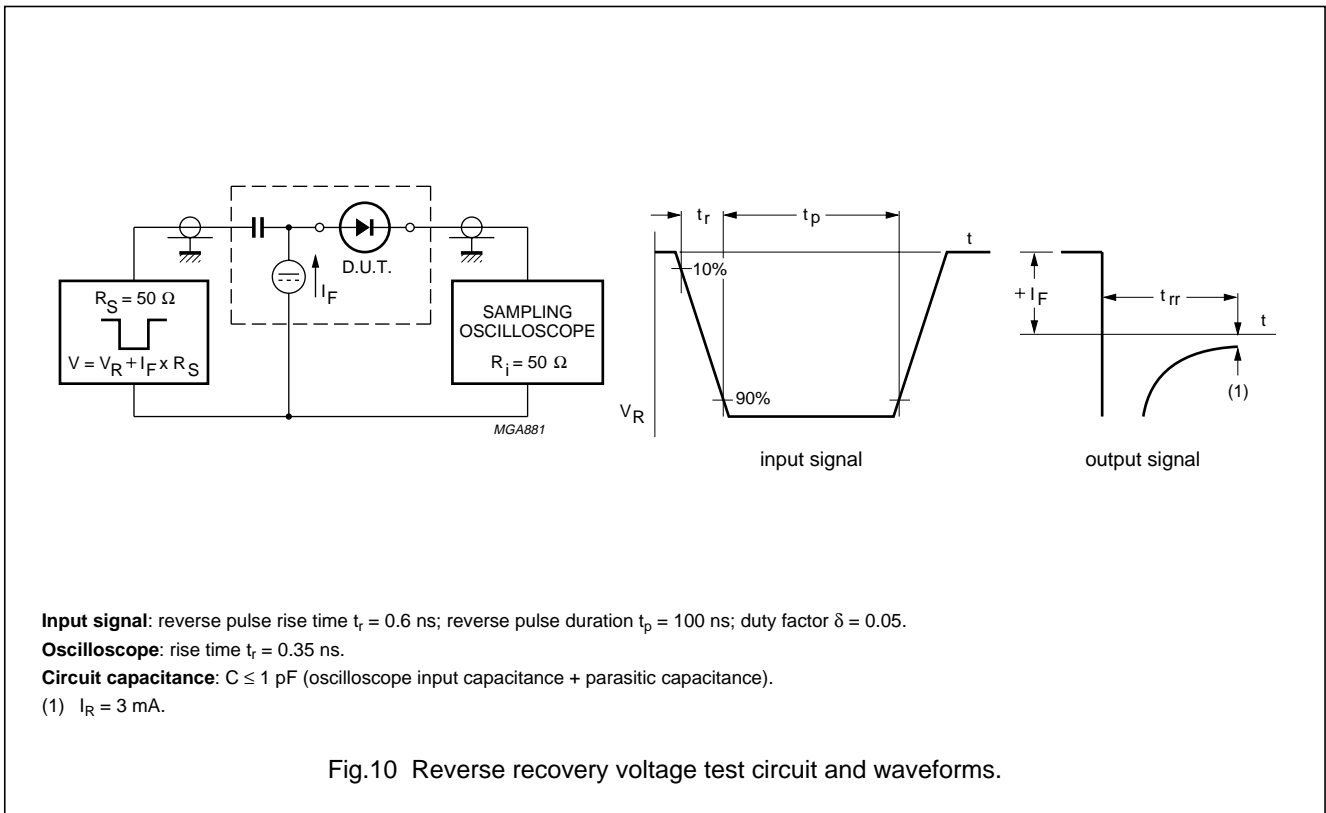 R_S = 50 Ω
V = V_R + I_F x R_S
I_F
D.U.T.
SAMPLING
OSCILLOSCOPE
R_i = 50 Ω
MGA881
t_r
t_p
t
10%
90%
V_R
input signal
+ I_F
t_rr
t
(1)
output signal
Input signal: reverse pulse rise time t_r = 0.6 ns; reverse pulse duration t_p = 100 ns; duty factor δ = 0.05.
Oscilloscope: rise time t_r = 0.35 ns.
Circuit capacitance: C ≤ 1 pF (oscilloscope input capacitance + parasitic capacitance).
(1) I_R = 3 mA.
Fig.10 Reverse recovery voltage test circuit and waveforms.